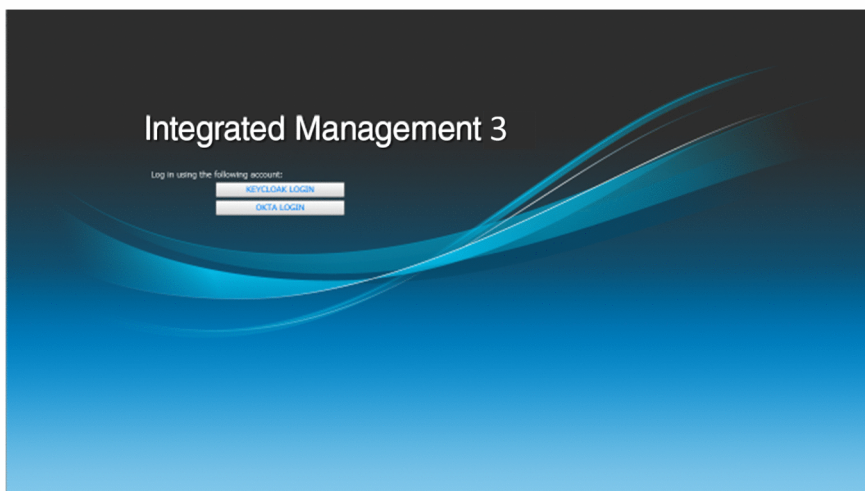 Integrated Management 3
Log in using the following account:
KEYCLOAK LOGIN
OKTA LOGIN